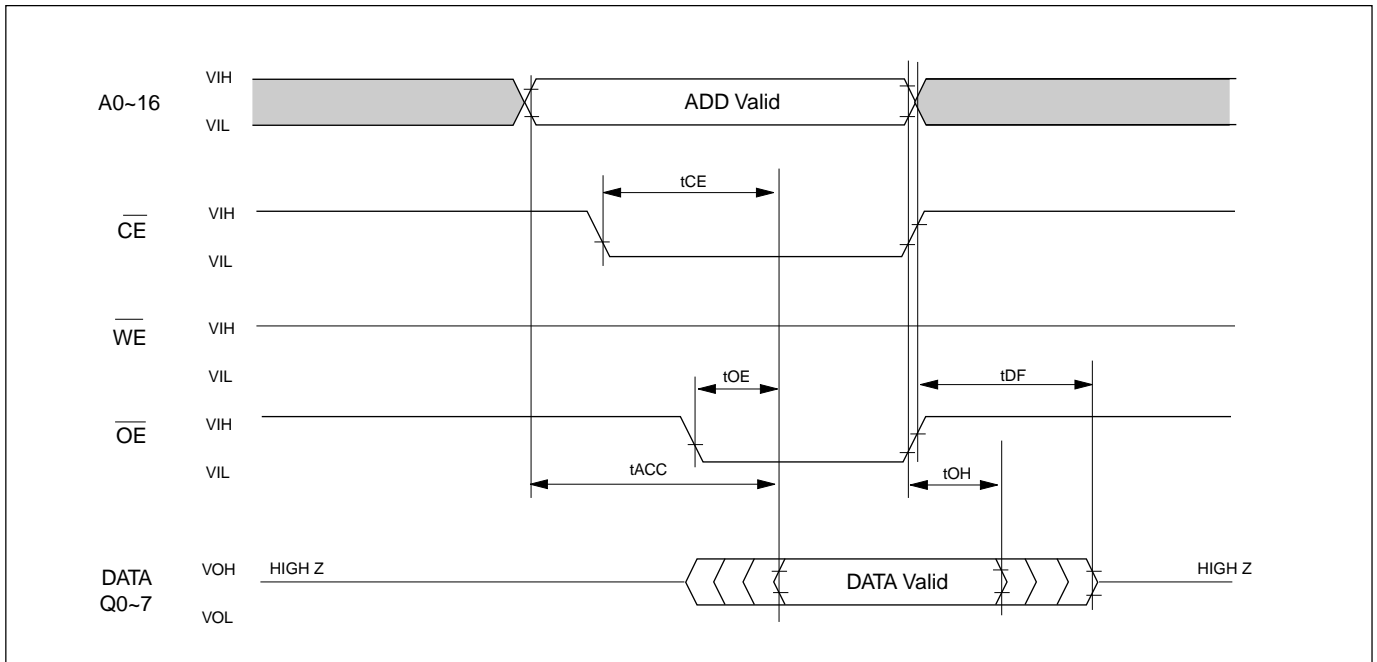 A0~16
VIH
VIL
ADD Valid
tCE
CE
VIH
VIL
WE
VIH
VIL
tOE
tDF
OE
VIH
VIL
tACC
tOH
DATA
Q0~7
VOH
VOL
HIGH Z
DATA Valid
HIGH Z